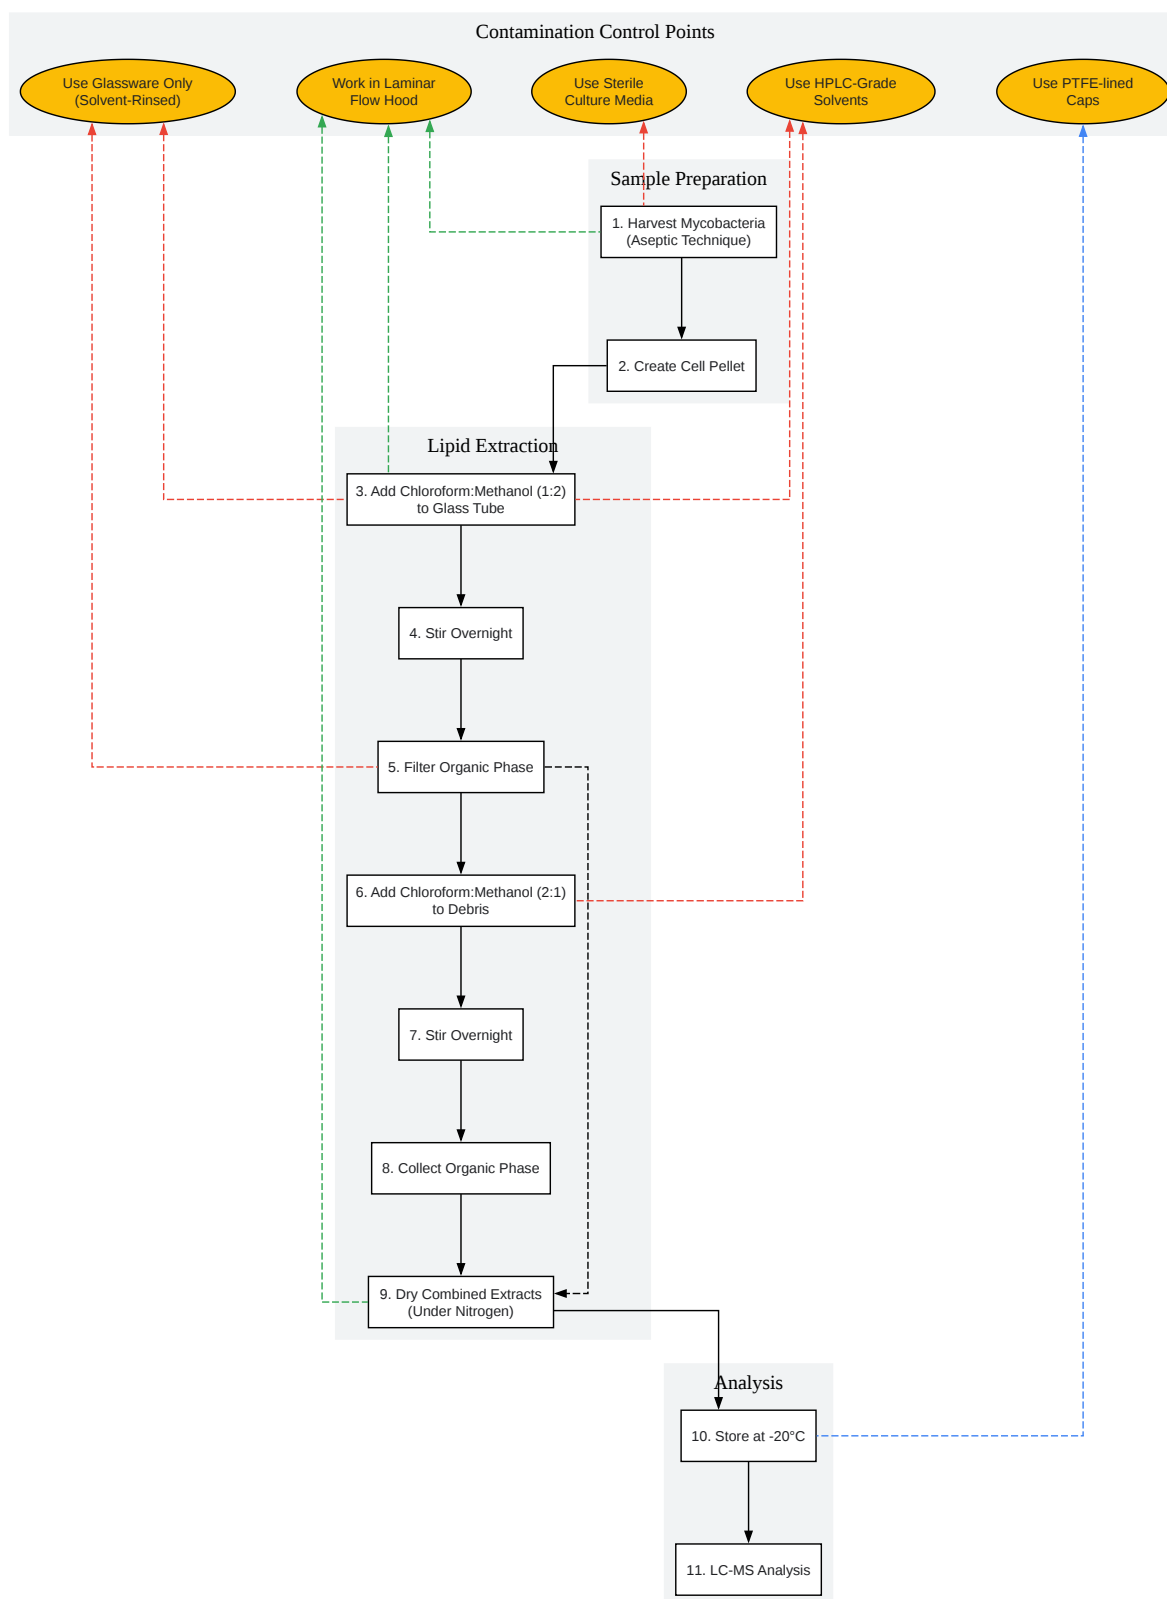 Contamination Control Points
Use Glassware Only
(Solvent-Rinsed)
Work in Laminar
Flow Hood
Use Sterile
Culture Media
Use HPLC-Grade
Solvents
Use PTFE-lined
Caps
Sample Preparation
1. Harvest Mycobacteria
(Aseptic Technique)
2. Create Cell Pellet
Lipid Extraction
3. Add Chloroform:Methanol (1:2)
to Glass Tube
4. Stir Overnight
5. Filter Organic Phase
6. Add Chloroform:Methanol (2:1)
to Debris
7. Stir Overnight
8. Collect Organic Phase
9. Dry Combined Extracts
(Under Nitrogen)
Analysis
10. Store at -20°C
11. LC-MS Analysis